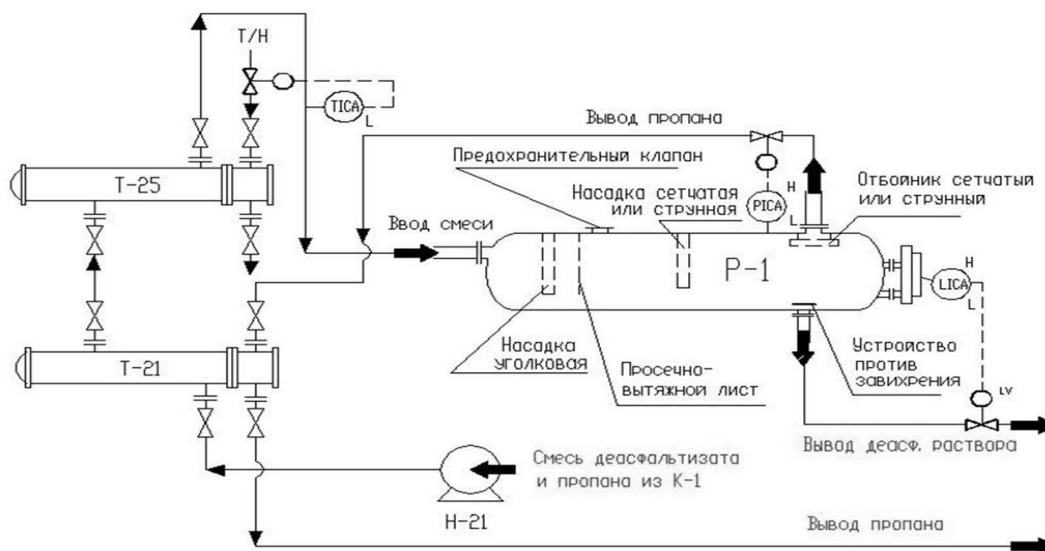 Т/Н
TICA
L
Вывод пропана
Предохранительный клапан
Насадка сетчатая
или струнная
H
PICA
L
Отбойник сетчатый
или струнный
Т-25
Ввод смеси
Р-1
H
LICA
L
Т-21
Насадка
уголковая
Просечно-
вытяжной лист
Устройство
против
завихрения
LV
Вывод деасф. раствора
Смесь деасфальтизата
и пропана из К-1
Н-21
Вывод пропана